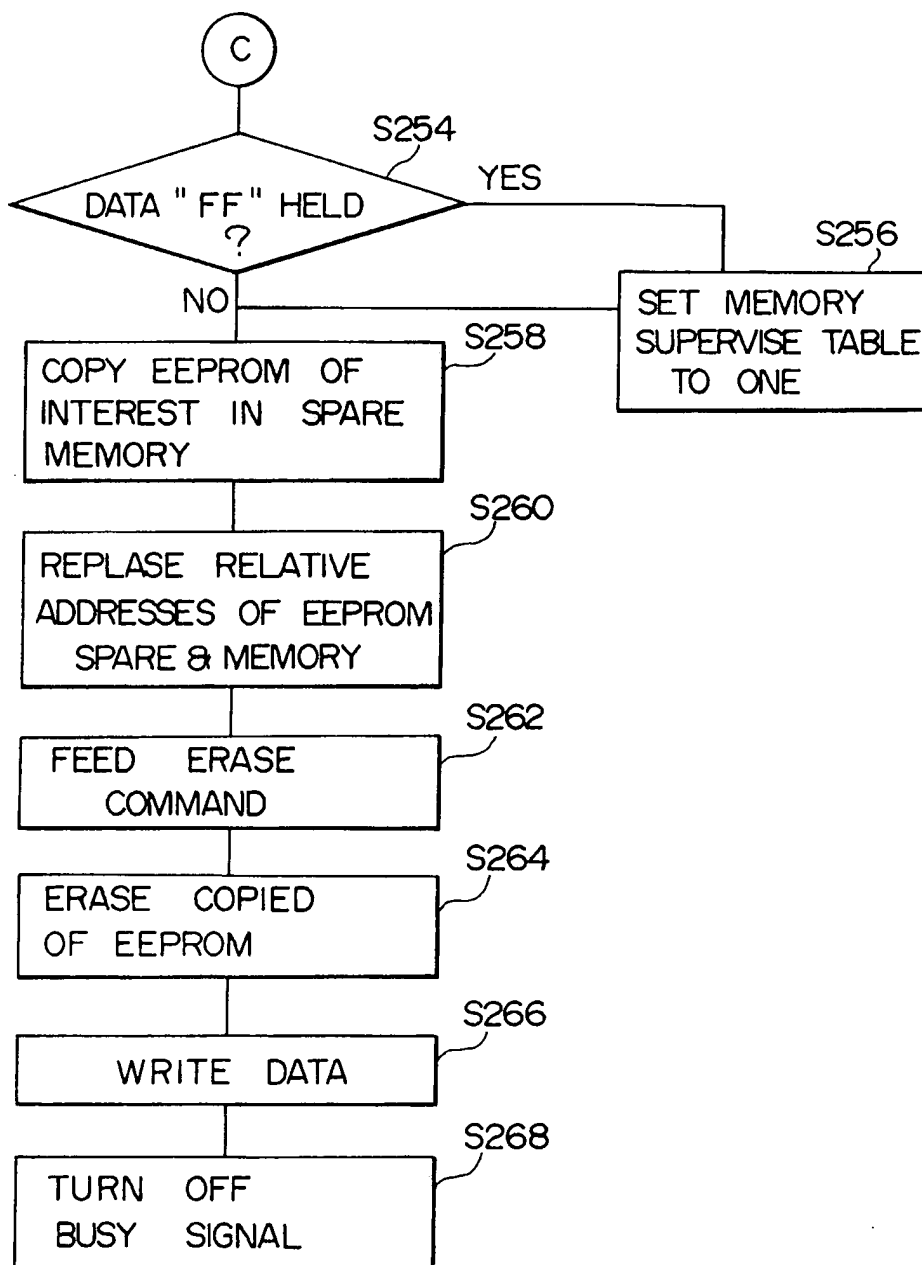 C
S254
DATA "FF" HELD
?
YES
NO
S256
SET MEMORY
SUPERVISE TABLE
TO ONE
S258
COPY EEPROM OF
INTEREST IN SPARE
MEMORY
S260
REPLASE RELATIVE
ADDRESSES OF EEPROM
SPARE & MEMORY
S262
FEED ERASE
COMMAND
S264
ERASE COPIED
OF EEPROM
S266
WRITE DATA
S268
TURN OFF
BUSY SIGNAL